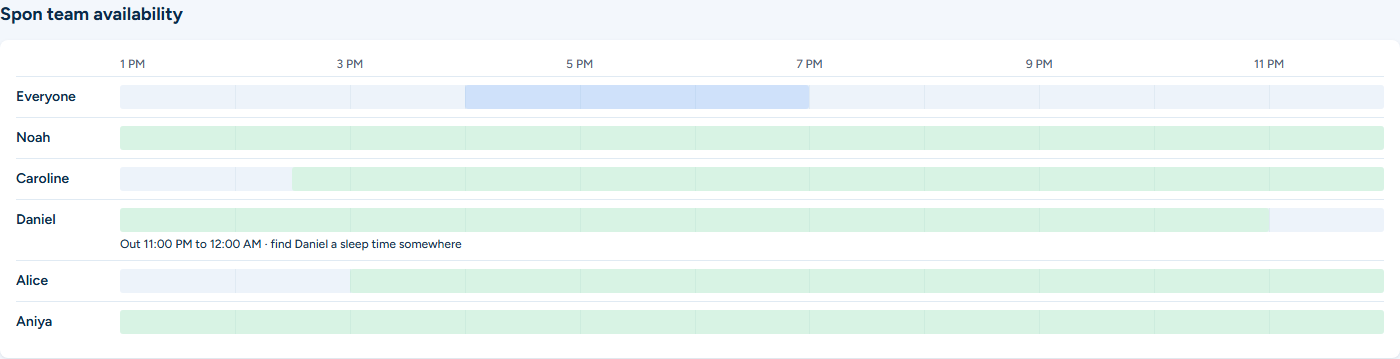 Spon team availability
1 PM 3 PM 5 PM 7 PM 9 PM 11 PM
Everyone
Noah
Caroline
Daniel
Out 11:00 PM to 12:00 AM · find Daniel a sleep time somewhere
Alice
Aniya